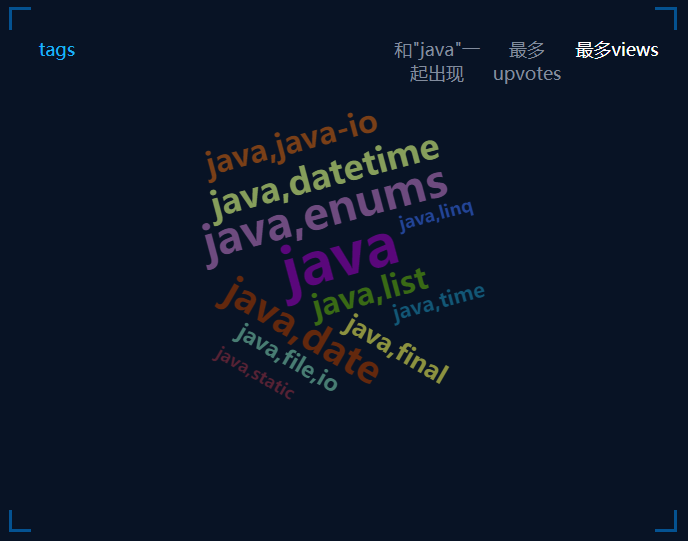 tags
和"java"一
起出现
最多
upvotes
最多views
java,java-io
java,datetime
java,enums
java,linq
java
java,list
java,time
java,date
java,final
java,file,io
java,static